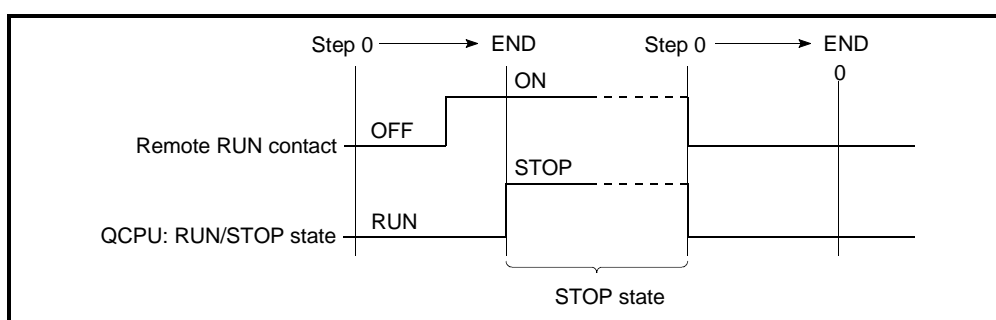 Step 0 END Step 0 END
0
ON
OFF
Remote RUN contact
STOP
RUN
QCPU: RUN/STOP state
STOP state